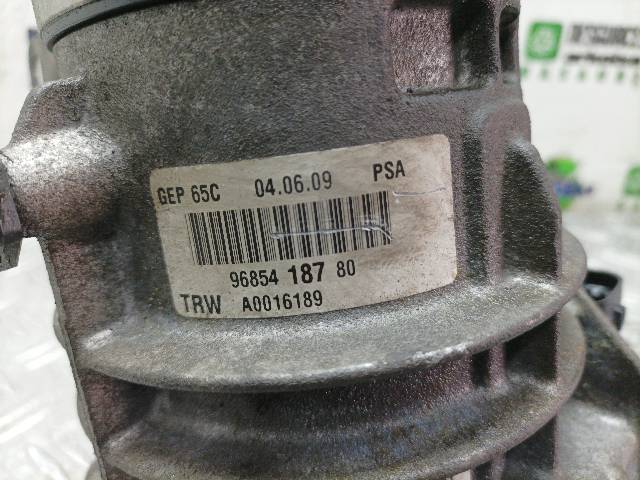 GEP 65C 04.06.09 PSA
96854 187 80
TRW A0016189